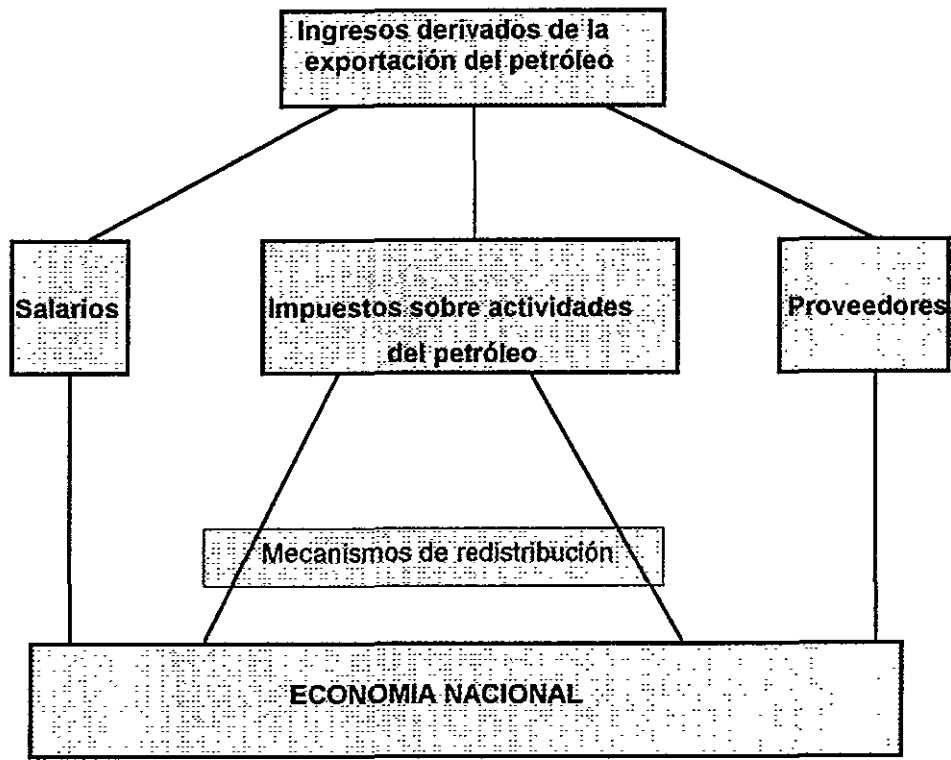 Ingresos derivados de la
exportación del petróleo
Salarios
Impuestos sobre actividades
del petróleo
Proveedores
Mecanismos de redistribución
ECONOMIA NACIONAL